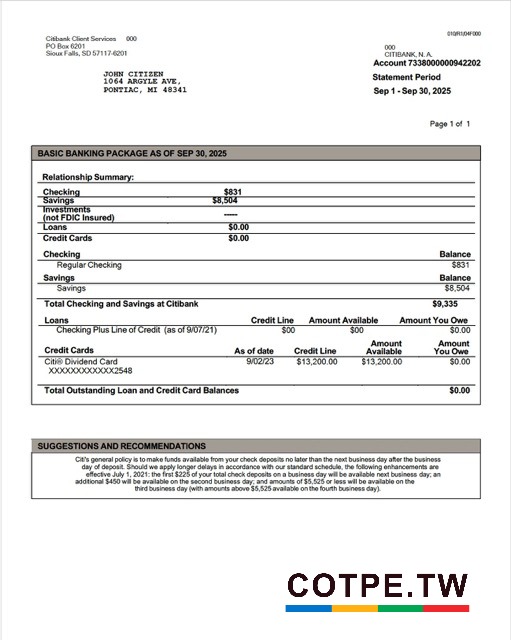 010/R1/04F000
Citibank Client Services 000
PO Box 6201
Sioux Falls, SD 57117-6201
000
CITIBANK, N. A.
Account 7338000000942202
JOHN CITIZEN
1064 ARGYLE AVE,
PONTIAC, MI 48341
Statement Period
Sep 1 - Sep 30, 2025
Page 1 of 1
BASIC BANKING PACKAGE AS OF SEP 30, 2025
Relationship Summary:
Checking $831
Savings $8,504
Investments
(not FDIC Insured) -----
Loans $0.00
Credit Cards $0.00
Checking Balance
Regular Checking $831
Savings Balance
Savings $8,504
Total Checking and Savings at Citibank $9,335
Loans Credit Line Amount Available Amount You Owe
Checking Plus Line of Credit (as of 9/07/21) $00 $00 $0.00
Credit Cards As of date Credit Line Amount Available Amount You Owe
Citi® Dividend Card 9/02/23 $13,200.00 $13,200.00 $0.00
XXXXXXXXXXXX2548
Total Outstanding Loan and Credit Card Balances $0.00
SUGGESTIONS AND RECOMMENDATIONS
Citi's general policy is to make funds available from your check deposits no later than the next business day after the business
day of deposit. Should we apply longer delays in accordance with our standard schedule, the following enhancements are
effective July 1, 2021: the first $225 of your total check deposits on a business day will be available next business day; an
additional $450 will be available on the second business day; and amounts of $5,525 or less will be available on the
third business day (with amounts above $5,525 available on the fourth business day).
COTPE.TW